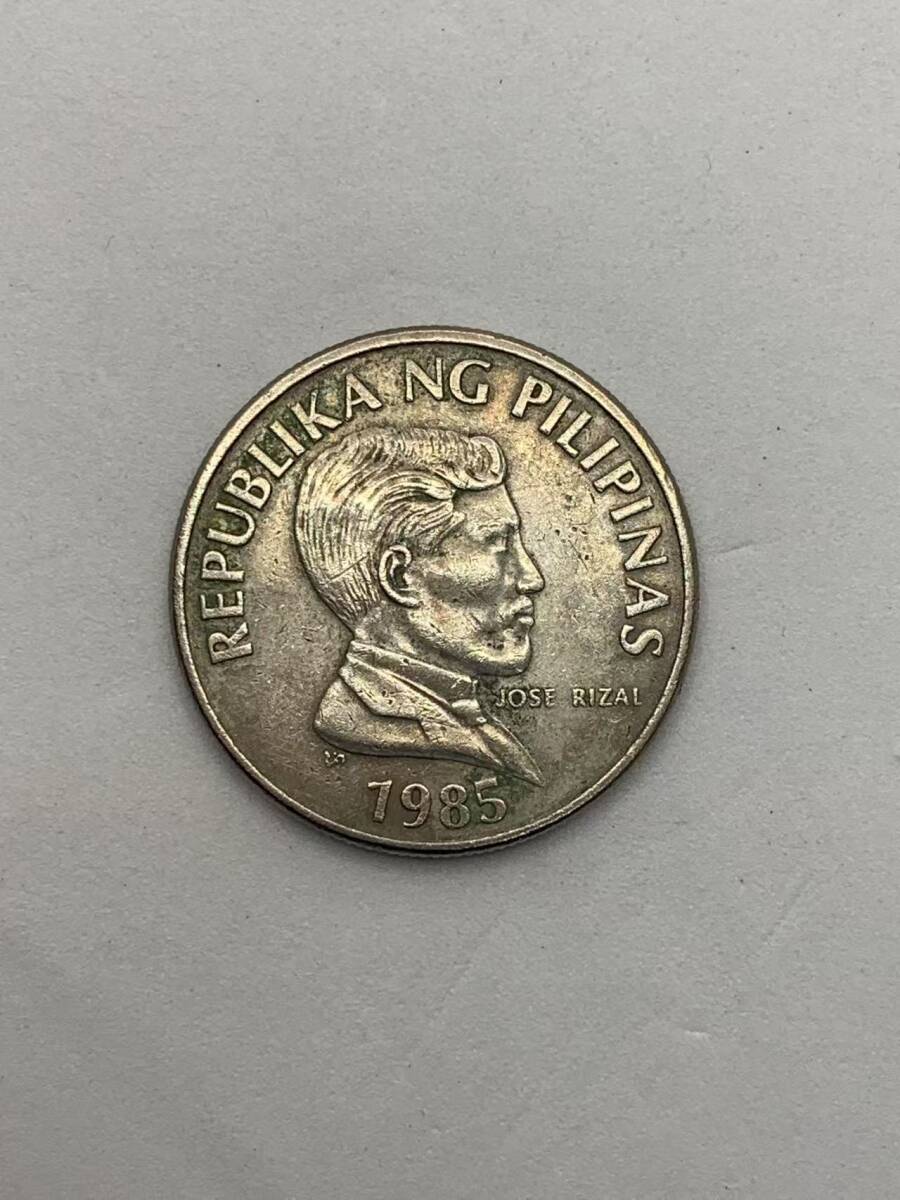 REPUBLIKA NG PILIPINAS
JOSE RIZAL
1985